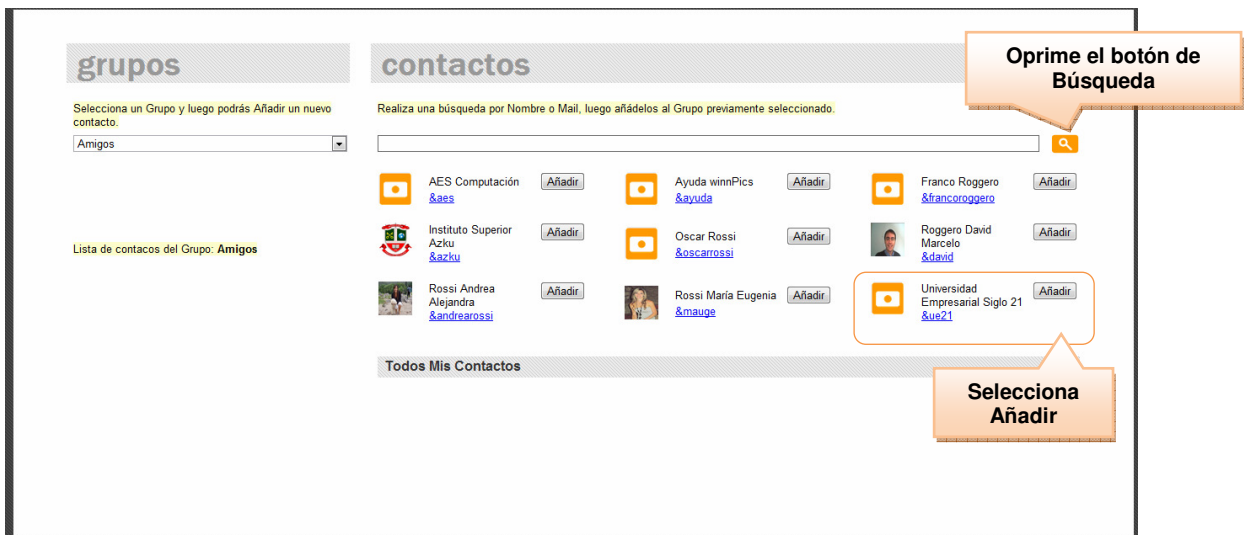 grupos
Selecciona un Grupo y luego podrás Añadir un nuevo
contacto.
Amigos
Lista de contacos del Grupo: Amigos
contactos
Realiza una búsqueda por Nombre o Mail, luego añádelos al Grupo previamente seleccionado.
Oprime el botón de
Búsqueda
AES Computación
&aes
Añadir
Ayuda winnPics
&ayuda
Añadir
Franco Roggero
&francoroggero
Añadir
Instituto Superior
Azku
&azku
Añadir
Oscar Rossi
&oscarrossi
Añadir
Roggero David
Marcelo
&david
Añadir
Rossi Andrea
Alejandra
&andrearossi
Añadir
Rossi María Eugenia
&mauge
Añadir
Universidad
Empresarial Siglo 21
&ue21
Añadir
Todos Mis Contactos
Selecciona
Añadir